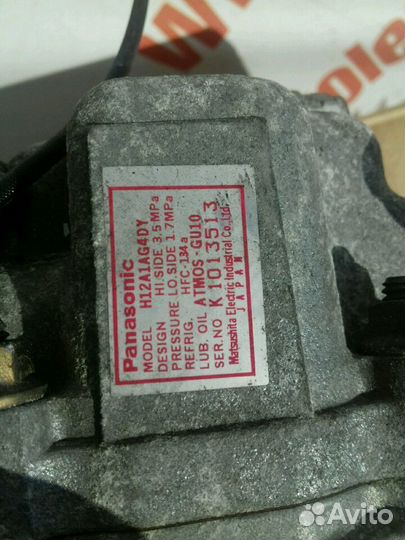 Panasonic
MODEL H12A1AG4DY
DESIGN HI.SIDE 3.5MPa
PRESSURE LO.SIDE 1.7MPa
REFRIG. HFC-134a
LUB. OIL ATMOS-GU10
SER.NO K1013513
Matsushita Electric Industrial Co.,Ltd.
JAPAN
Avito